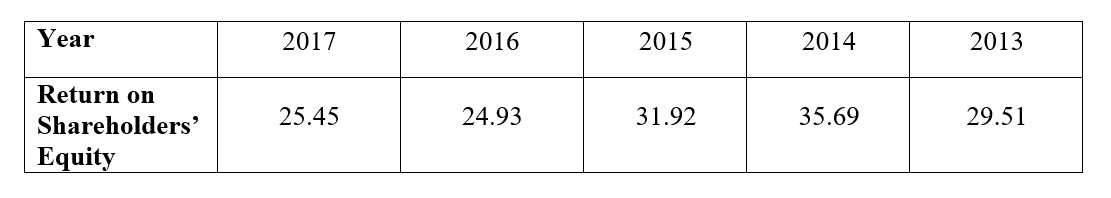 Year 2017 2016 2015 2014 2013
Return on
Shareholders’ 25.45 24.93 31.92 35.69 29.51
Equity